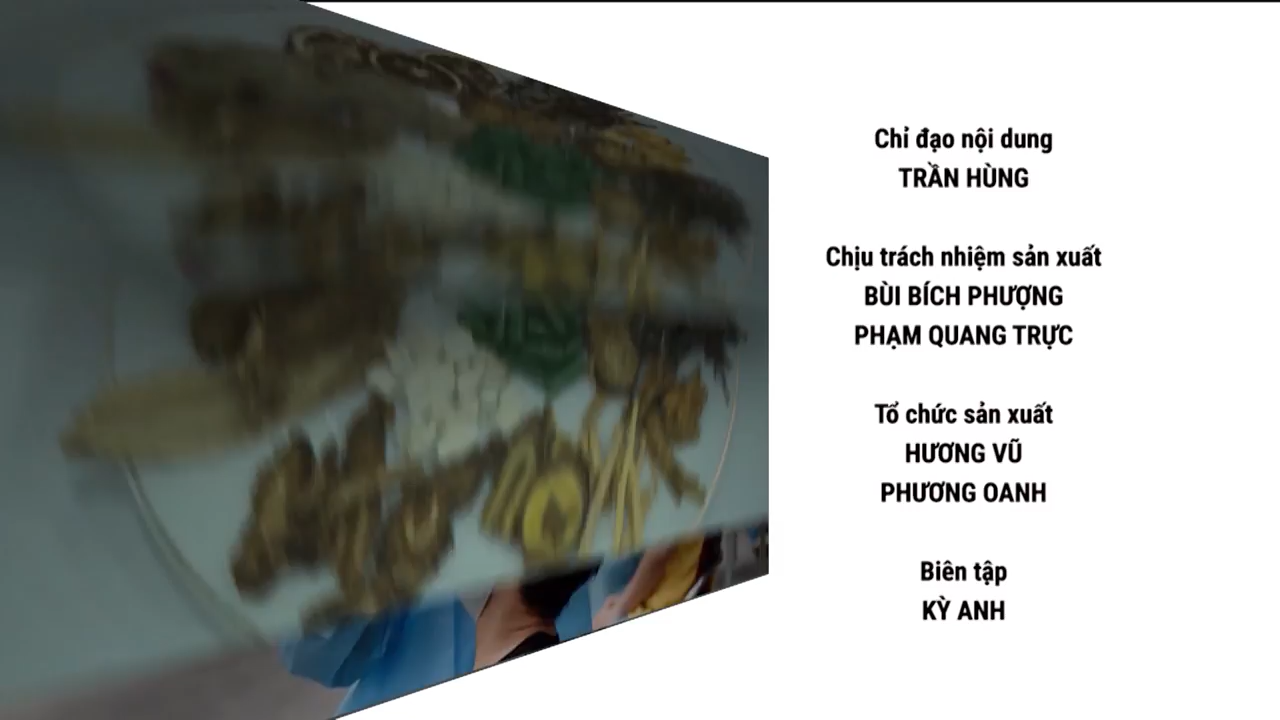 Chỉ đạo nội dung
TRẦN HÙNG
Chịu trách nhiệm sản xuất
BÙI BÍCH PHƯỢNG
PHẠM QUANG TRỰC
Tổ chức sản xuất
HƯƠNG VŨ
PHƯƠNG OANH
Biên tập
KỲ ANH